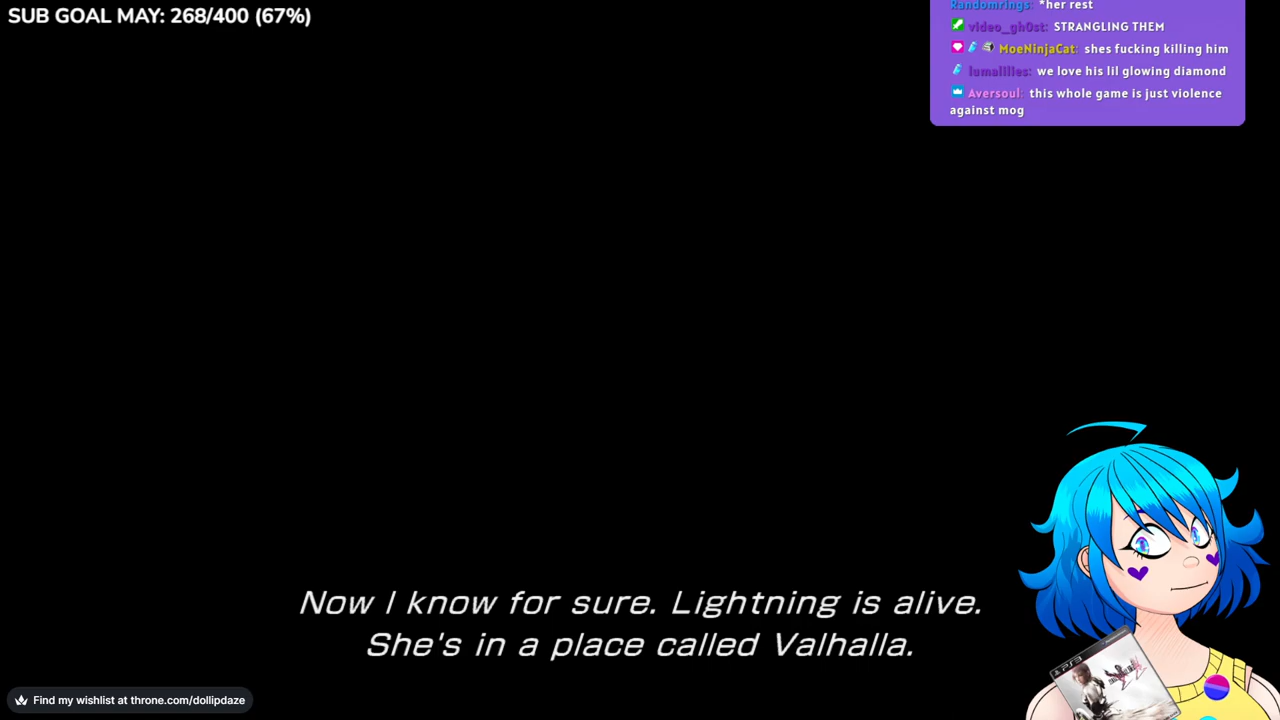 SUB GOAL MAY: 268/400 (67%)
Randomrings: *her rest
video_gh0st: STRANGLING THEM
MoeNinjaCat: shes fucking killing him
lumalilies: we love his lil glowing diamond
Aversoul: this whole game is just violence
against mog
Now I know for sure. Lightning is alive.
She's in a place called Valhalla.
PS3
Find my wishlist at throne.com/dollipdaze